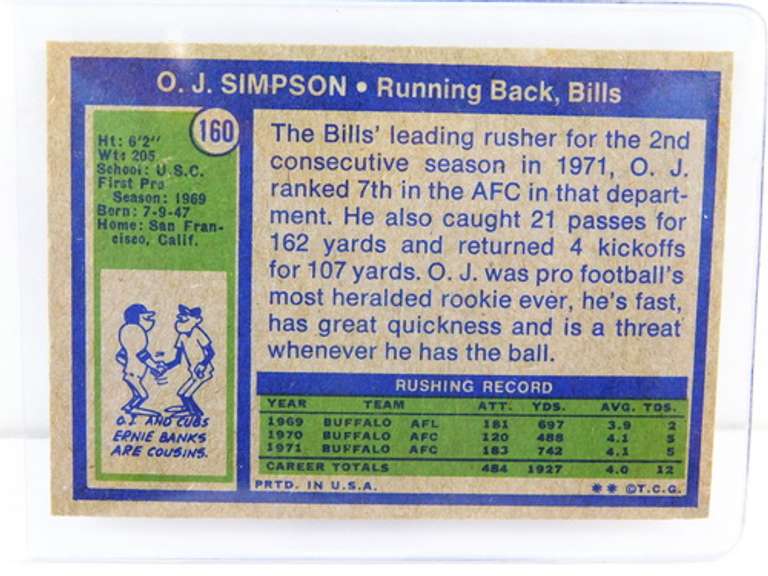 O. J. SIMPSON • Running Back, Bills
160
Ht: 6'2"
Wt: 205
School: U.S.C.
First Pro
Season: 1969
Born: 7-9-47
Home: San Fran-
cisco, Calif.
O.J. AND CUBS
ERNIE BANKS
ARE COUSINS.
The Bills' leading rusher for the 2nd
consecutive season in 1971, O. J.
ranked 7th in the AFC in that depart-
ment. He also caught 21 passes for
162 yards and returned 4 kickoffs
for 107 yards. O. J. was pro football's
most heralded rookie ever, he's fast,
has great quickness and is a threat
whenever he has the ball.
RUSHING RECORD
YEAR TEAM ATT. YDS. AVG. TDS.
1969 BUFFALO AFL 181 697 3.9 2
1970 BUFFALO AFC 120 488 4.1 5
1971 BUFFALO AFC 183 742 4.1 5
CAREER TOTALS 484 1927 4.0 12
PRTD. IN U.S.A. ** ©T.C.G.